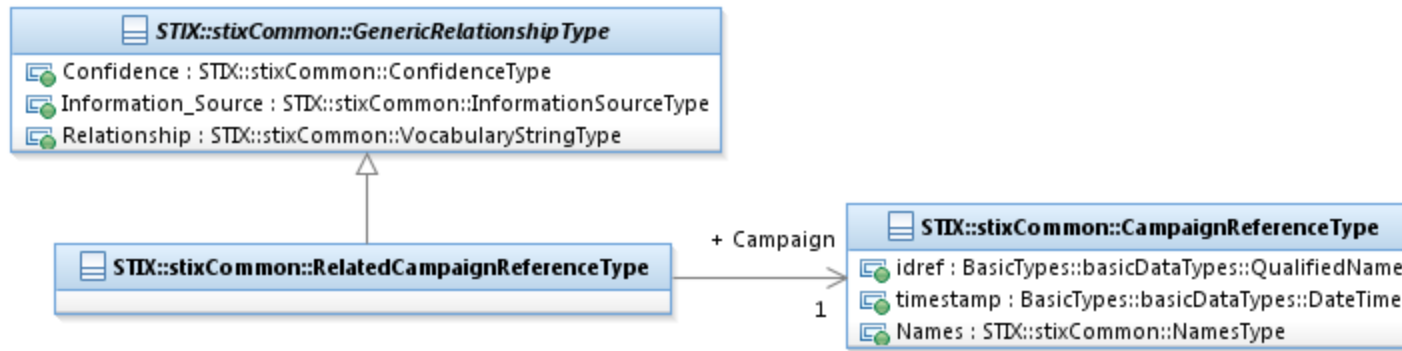 STIX::stixCommon::GenericRelationshipType
Confidence : STIX::stixCommon::ConfidenceType
Information_Source : STIX::stixCommon::InformationSourceType
Relationship : STIX::stixCommon::VocabularyStringType
STIX::stixCommon::RelatedCampaignReferenceType
+ Campaign
1
STIX::stixCommon::CampaignReferenceType
idref : BasicTypes::basicDataTypes::QualifiedName
timestamp : BasicTypes::basicDataTypes::DateTime
Names : STIX::stixCommon::NamesType